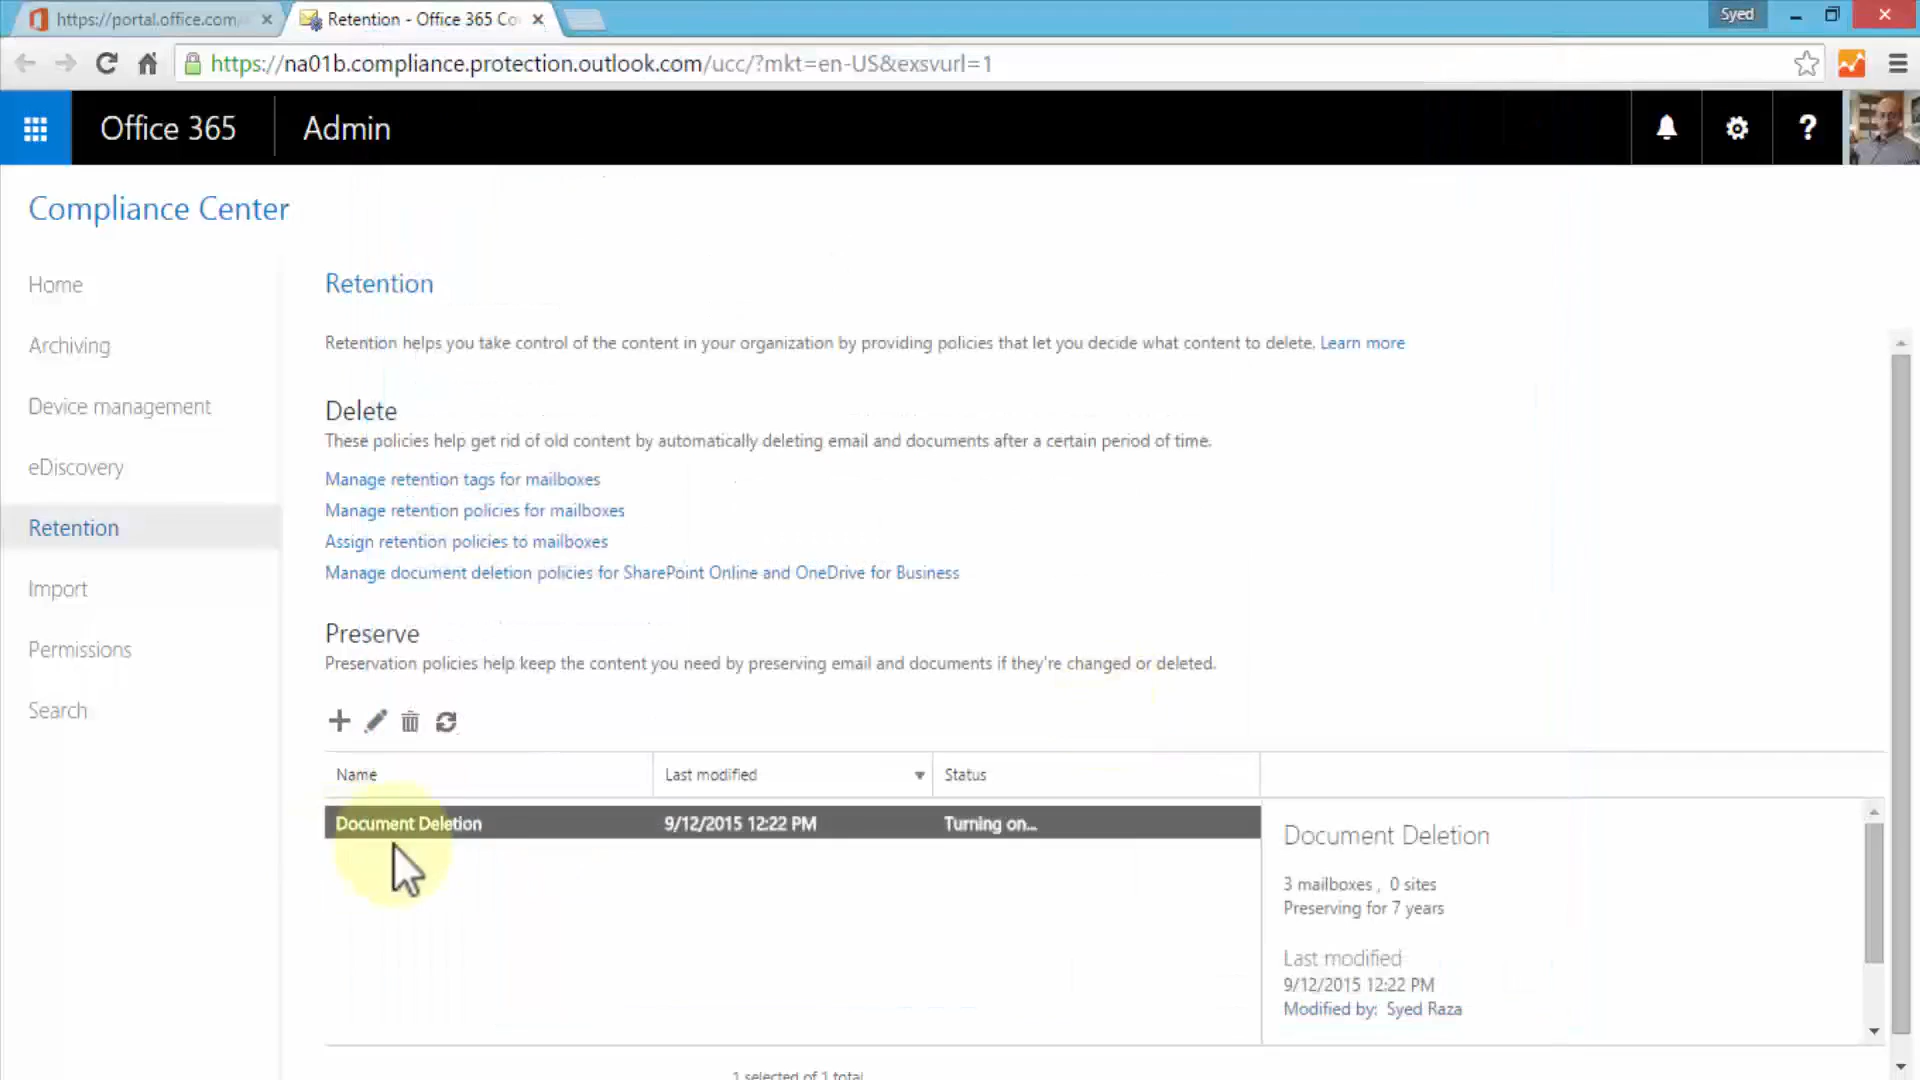 https://portal.office.com
Retention - Office 365 Co
Syed
https://na01b.compliance.protection.outlook.com/ucc/?mkt=en-US&exsvurl=1
Office 365
Admin
?
Compliance Center
Home
Archiving
Device management
eDiscovery
Retention
Import
Permissions
Search
Retention
Retention helps you take control of the content in your organization by providing policies that let you decide what content to delete. Learn more
Delete
These policies help get rid of old content by automatically deleting email and documents after a certain period of time.
Manage retention tags for mailboxes
Manage retention policies for mailboxes
Assign retention policies to mailboxes
Manage document deletion policies for SharePoint Online and OneDrive for Business
Preserve
Preservation policies help keep the content you need by preserving email and documents if they're changed or deleted.
Name Last modified Status
Document Deletion 9/12/2015 12:22 PM Turning on...
Document Deletion
3 mailboxes , 0 sites
Preserving for 7 years
Last modified
9/12/2015 12:22 PM
Modified by: Syed Raza
1 selected of 1 total